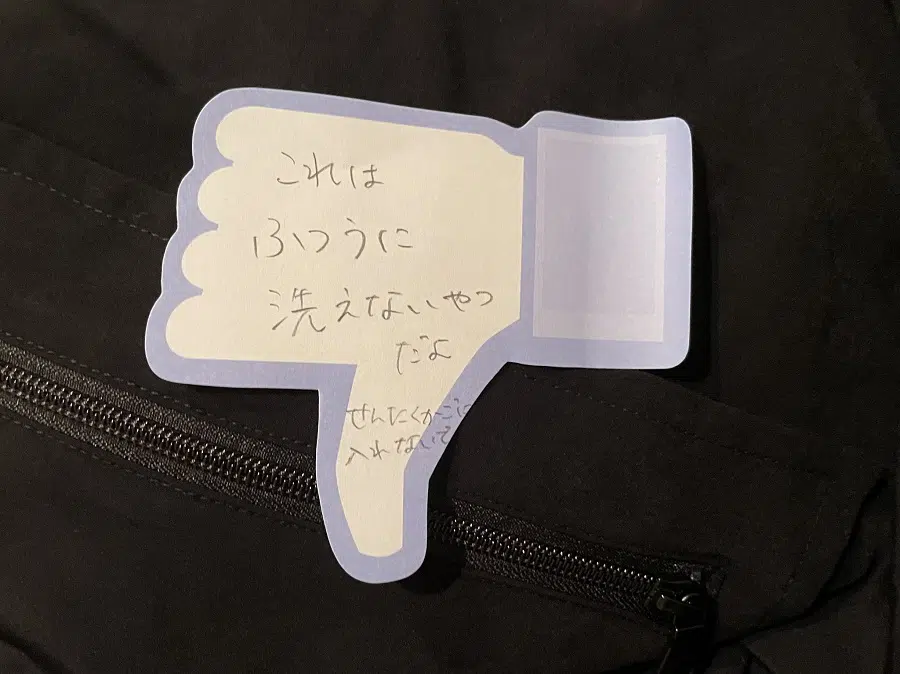 これは
ふつうに
洗えないやつ
だよ
せんたくかごに
入れないで